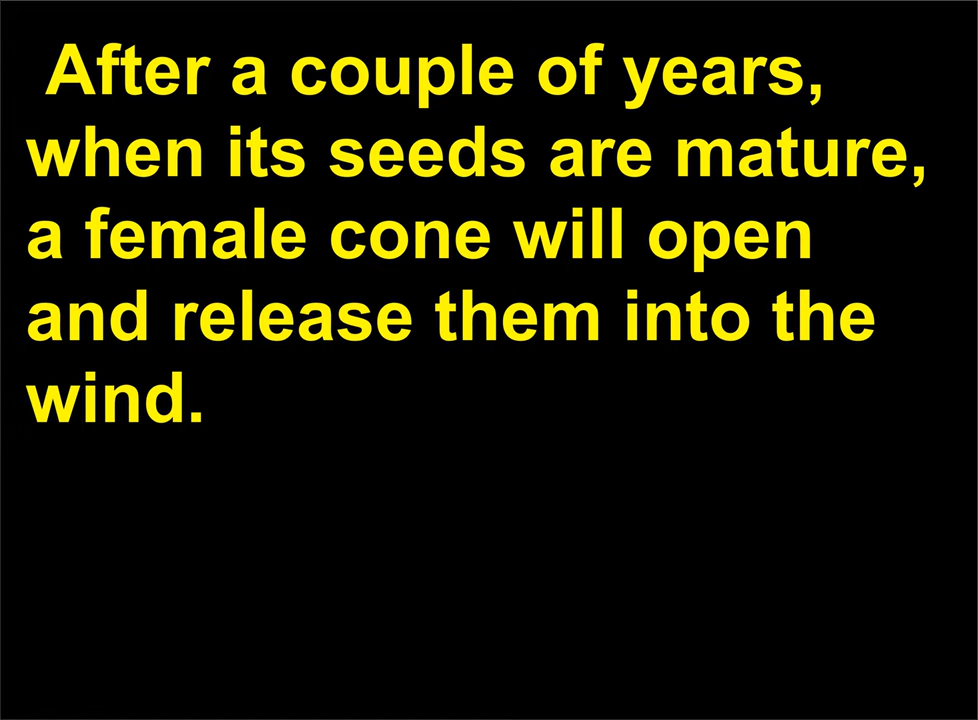 After a couple of years,
when its seeds are mature,
a female cone will open
and release them into the
wind.